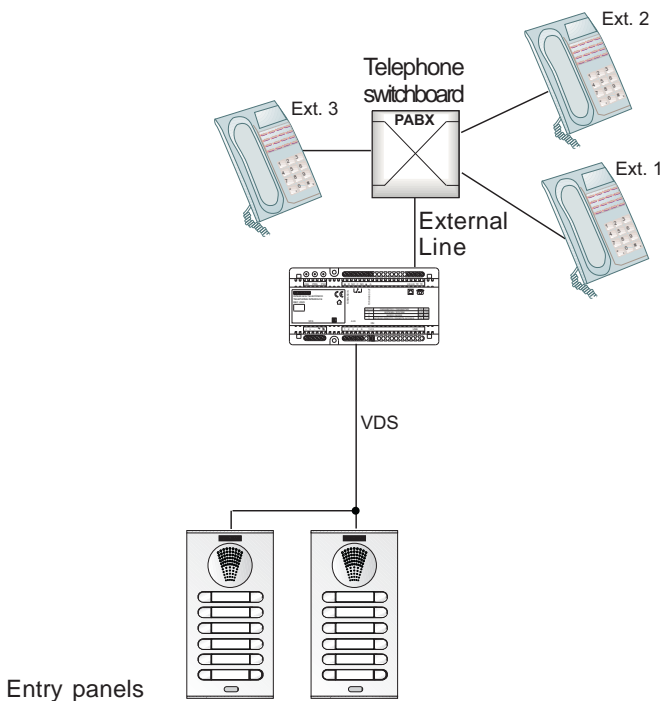 Ext. 2
Telephone
switchboard
PABX
Ext. 3
Ext. 1
External
Line
CE
VDS
Entry panels